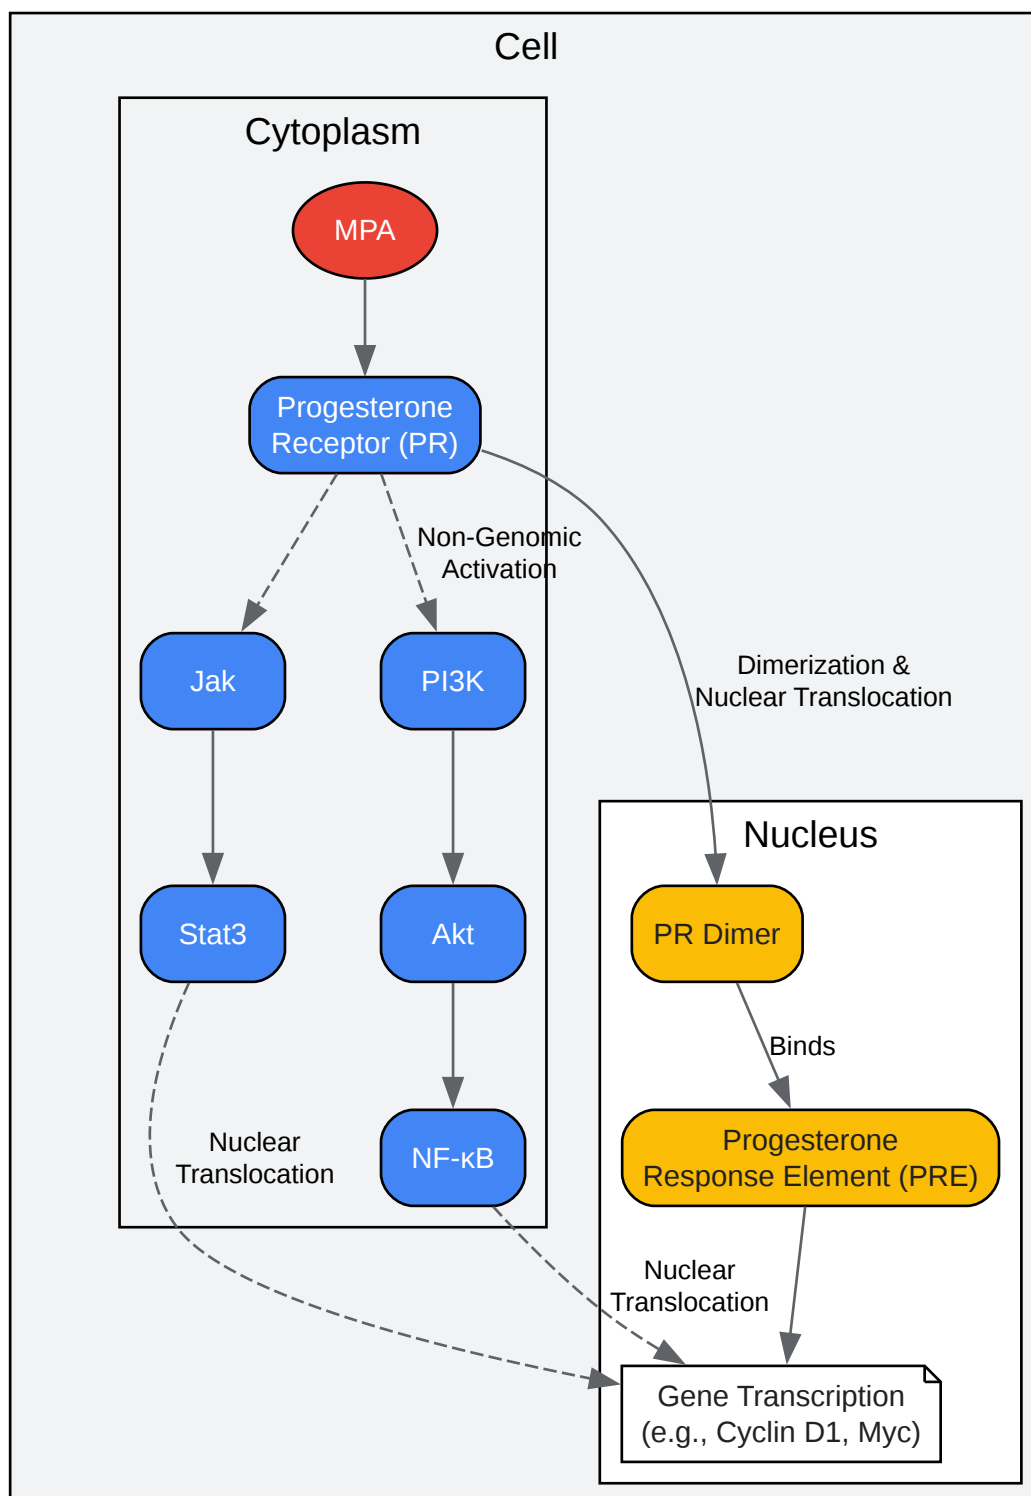 Cell
Cytoplasm
MPA
Progesterone
Receptor (PR)
Non-Genomic
Activation
Jak
PI3K
Dimerization &
Nuclear Translocation
Nucleus
Stat3
Akt
PR Dimer
Binds
Nuclear
Translocation
NF-κB
Progesterone
Response Element (PRE)
Nuclear
Translocation
Gene Transcription
(e.g., Cyclin D1, Myc)